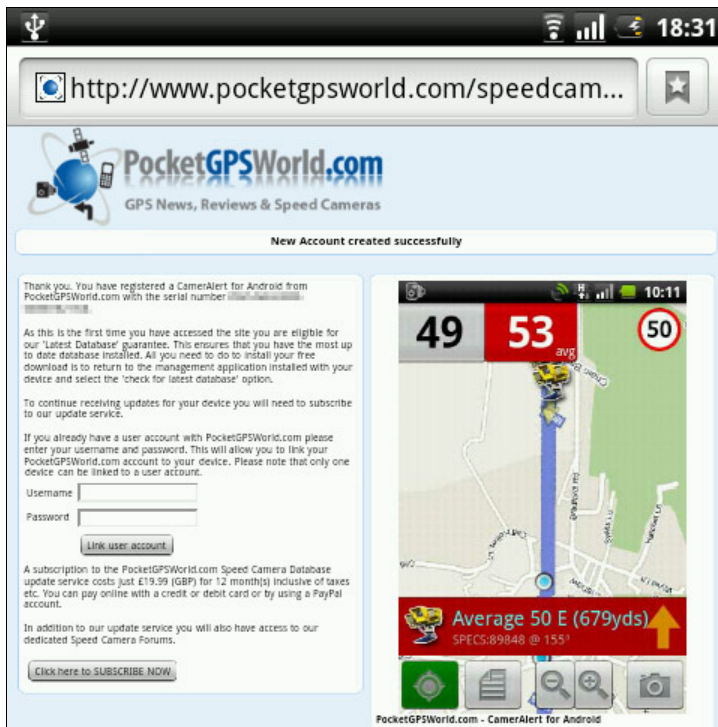 18:31
http://www.pocketgpsworld.com/speedcam...
PocketGPSWorld.com
GPS News, Reviews & Speed Cameras
New Account created successfully
Thank you. You have registered a CamerAlert for Android from
PocketGPSWorld.com with the serial number
As this is the first time you have accessed the site you are eligible for
our 'Latest Database' guarantee. This ensures that you have the most up
to date database installed. All you need to do to install your free
download is to return to the management application installed with your
device and select the 'check for latest database' option.
To continue receiving updates for your device you will need to subscribe
to our update service.
If you already have a user account with PocketGPSWorld.com please
enter your username and password. This will allow you to link your
PocketGPSWorld.com account to your device. Please note that only one
device can be linked to a user account.
Username
Password
Link user account
A subscription to the PocketGPSWorld.com Speed Camera Database
update service costs just £19.99 (GBP) for 12 month(s) inclusive of taxes
etc. You can pay online with a credit or debit card or by using a PayPal
account.
In addition to our update service you will also have access to our
dedicated Speed Camera Forums.
Click here to SUBSCRIBE NOW
H
10:11
49
53
avg
50
Average 50 E (679yds)
SPECS:89848 @ 155°
PocketGPSWorld.com - CamerAlert for Android